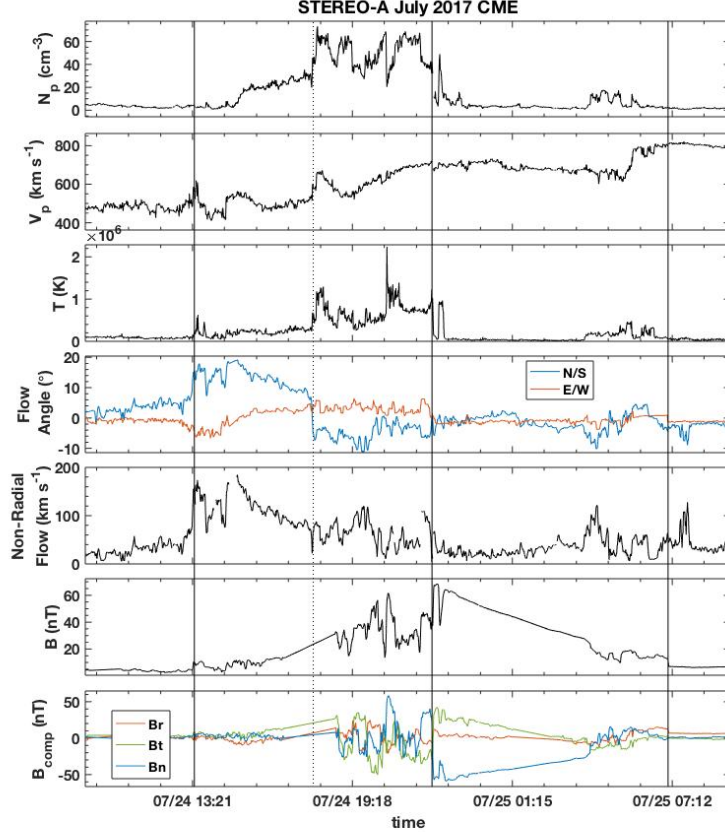 STEREO-A July 2017 CME
N_p (cm^-3)
60
40
20
0
V_p (km s^-1)
800
600
400
×10^6
T (K)
2
1
0
Flow
Angle (°)
20
10
0
-10
N/S
E/W
Non-Radial
Flow (km s^-1)
200
100
0
B (nT)
60
40
20
B_comp (nT)
50
0
-50
Br
Bt
Bn
07/24 13:21 07/24 19:18 07/25 01:15 07/25 07:12
time